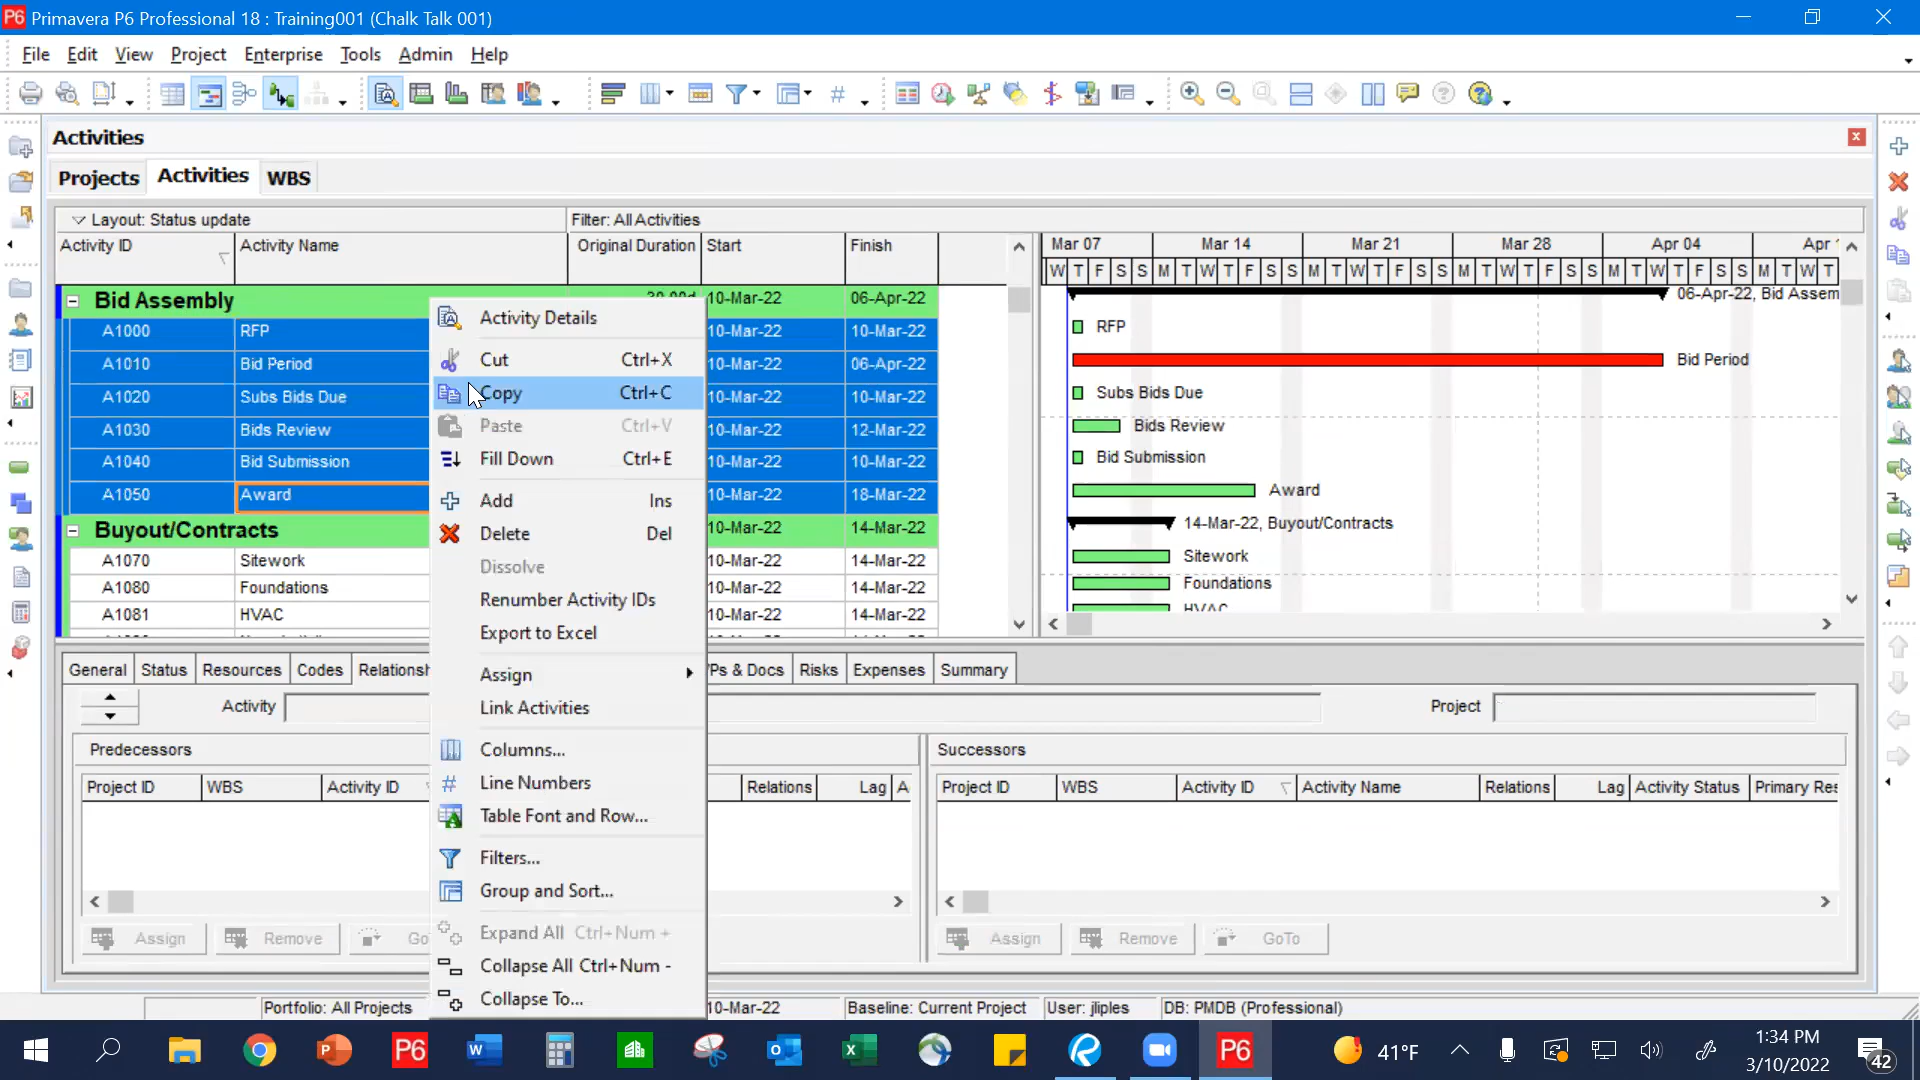 P6 Primavera P6 Professional 18 : Training001 (Chalk Talk 001)
File Edit View Project Enterprise Tools Admin Help
Activities
Projects Activities WBS
Layout: Status update Filter: All Activities
Activity ID Activity Name Original Duration Start Finish
Mar 07 Mar 14 Mar 21 Mar 28 Apr 04
W T F S S M T W T F S S M T W T F S S M T W T F S S M T W T F S S M T W T
Bid Assembly 10-Mar-22 06-Apr-22 06-Apr-22, Bid Assem
A1000 RFP 10-Mar-22 10-Mar-22 RFP
A1010 Bid Period 10-Mar-22 06-Apr-22 Bid Period
A1020 Subs Bids Due 10-Mar-22 10-Mar-22 Subs Bids Due
A1030 Bids Review 10-Mar-22 12-Mar-22 Bids Review
A1040 Bid Submission 10-Mar-22 10-Mar-22 Bid Submission
A1050 Award 10-Mar-22 18-Mar-22 Award
Buyout/Contracts 10-Mar-22 14-Mar-22 14-Mar-22, Buyout/Contracts
A1070 Sitework 10-Mar-22 14-Mar-22 Sitework
A1080 Foundations 10-Mar-22 14-Mar-22 Foundations
A1081 HVAC 10-Mar-22 14-Mar-22 HVAC
Activity Details
Cut Ctrl+X
Copy Ctrl+C
Paste Ctrl+V
Fill Down Ctrl+E
Add Ins
Delete Del
Dissolve
Renumber Activity IDs
Export to Excel
Assign
Link Activities
Columns...
# Line Numbers
Table Font and Row...
Filters...
Group and Sort...
Expand All Ctrl+Num +
Collapse All Ctrl+Num -
Collapse To...
General Status Resources Codes Relationsh Ps & Docs Risks Expenses Summary
Activity Project
Predecessors Successors
Project ID WBS Activity ID Relations Lag A
Project ID WBS Activity ID Activity Name Relations Lag Activity Status Primary Res
Assign Remove Go Assign Remove GoTo
Portfolio: All Projects 10-Mar-22 Baseline: Current Project User: jliples DB: PMDB (Professional)
P6 P6 41°F 1:34 PM
3/10/2022 42